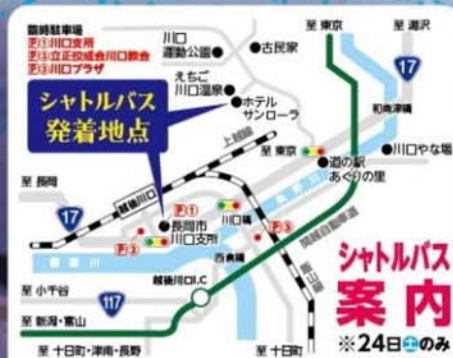 臨時駐車場
P①川口支所
P②立正佼成会川口教会
P③川口プラザ
川口
運動公園
古民家
えちご
川口温泉
ホテル
サンローラ
シャトルバス
発着地点
至 東京
至 湯沢
17
和南津橋
上越線
至 東京
川口やな場
道の駅
あぐりの里
至 長岡
越後川口
17
P①
川口橋
長岡市
川口支所
P③
P②
関越自動車道
西倉橋
飯山線
越後川口I.C
至 小千谷
117
至 新潟・富山
至 十日町・津南・長野
至 十日町
シャトルバス
案内
※24日土のみ